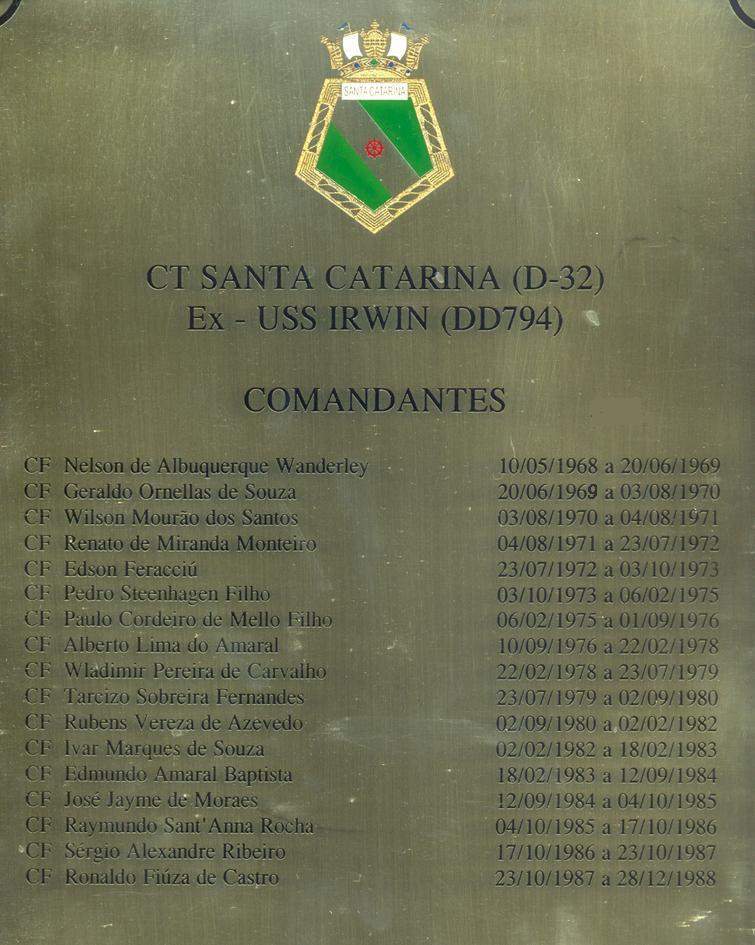 SANTA CATARINA
CT SANTA CATARINA (D-32)
Ex - USS IRWIN (DD794)
COMANDANTES
CF Nelson de Albuquerque Wanderley 10/05/1968 a 20/06/1969
CF Geraldo Ornellas de Souza 20/06/1969 a 03/08/1970
CF Wilson Mourão dos Santos 03/08/1970 a 04/08/1971
CF Renato de Miranda Monteiro 04/08/1971 a 23/07/1972
CF Edson Feracciú 23/07/1972 a 03/10/1973
CF Pedro Steenhagen Filho 03/10/1973 a 06/02/1975
CF Paulo Cordeiro de Mello Filho 06/02/1975 a 01/09/1976
CF Alberto Lima do Amaral 10/09/1976 a 22/02/1978
CF Wladimir Pereira de Carvalho 22/02/1978 a 23/07/1979
CF Tarcizo Sobreira Fernandes 23/07/1979 a 02/09/1980
CF Rubens Vereza de Azevedo 02/09/1980 a 02/02/1982
CF Ivar Marques de Souza 02/02/1982 a 18/02/1983
CF Edmundo Amaral Baptista 18/02/1983 a 12/09/1984
CF José Jayme de Moraes 12/09/1984 a 04/10/1985
CF Raymundo Sant'Anna Rocha 04/10/1985 a 17/10/1986
CF Sérgio Alexandre Ribeiro 17/10/1986 a 23/10/1987
CF Ronaldo Fiúza de Castro 23/10/1987 a 28/12/1988